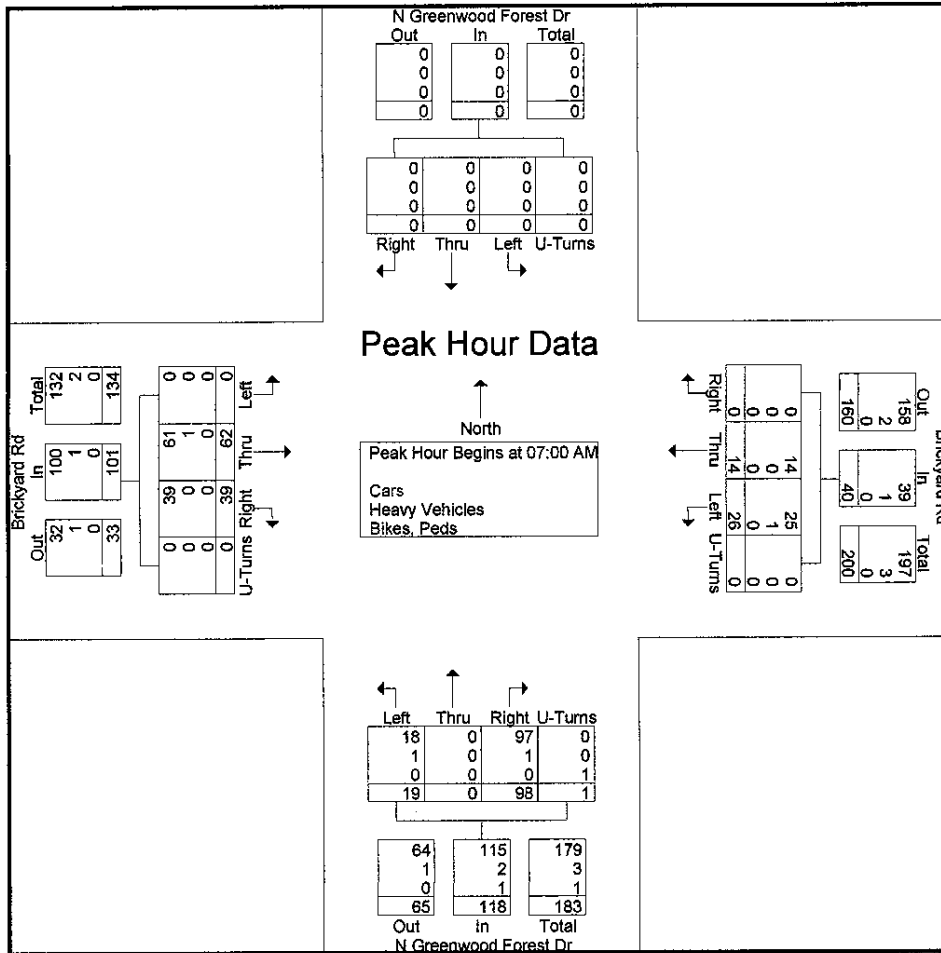 N Greenwood Forest Dr
Out In Total
0 0 0
0 0 0
0 0 0
0 0 0
0 0 0 0
0 0 0 0
0 0 0 0
0 0 0 0
Right Thru Left U-Turns
Peak Hour Data
North
Peak Hour Begins at 07:00 AM
Cars
Heavy Vehicles
Bikes, Peds
Brickyard Rd
Out In Total
32 100 132
1 1 2
0 0 0
33 101 134
0 39 61 0
0 0 1 0
0 0 0 0
0 39 62 0
U-Turns Right Thru Left
Brickyard Rd
Out In Total
158 39 197
2 1 3
0 0 0
160 40 200
0 14 25 0
0 0 1 0
0 0 0 0
0 14 26 0
Right Thru Left U-Turns
Left Thru Right U-Turns
18 0 97 0
1 0 1 0
0 0 0 1
19 0 98 1
64 115 179
1 2 3
0 1 1
65 118 183
Out In Total
N Greenwood Forest Dr